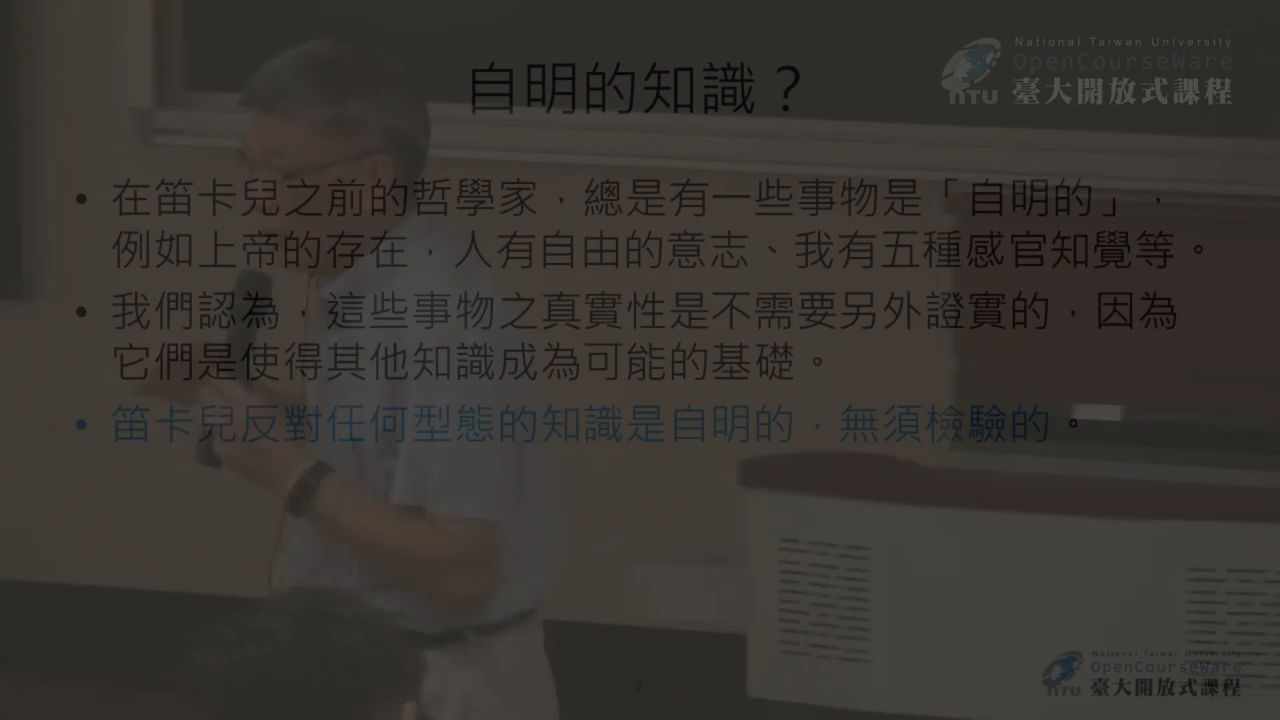 National Taiwan University
OpenCourseWare
NTU 臺大開放式課程
自明的知識？
• 在笛卡兒之前的哲學家，總是有一些事物是「自明的」，
例如上帝的存在，人有自由的意志、我有五種感官知覺等。
• 我們認為，這些事物之真實性是不需要另外證實的，因為
它們是使得其他知識成為可能的基礎。
• 笛卡兒反對任何型態的知識是自明的，無須檢驗的。
2
National Taiwan University
OpenCourseWare
NTU 臺大開放式課程